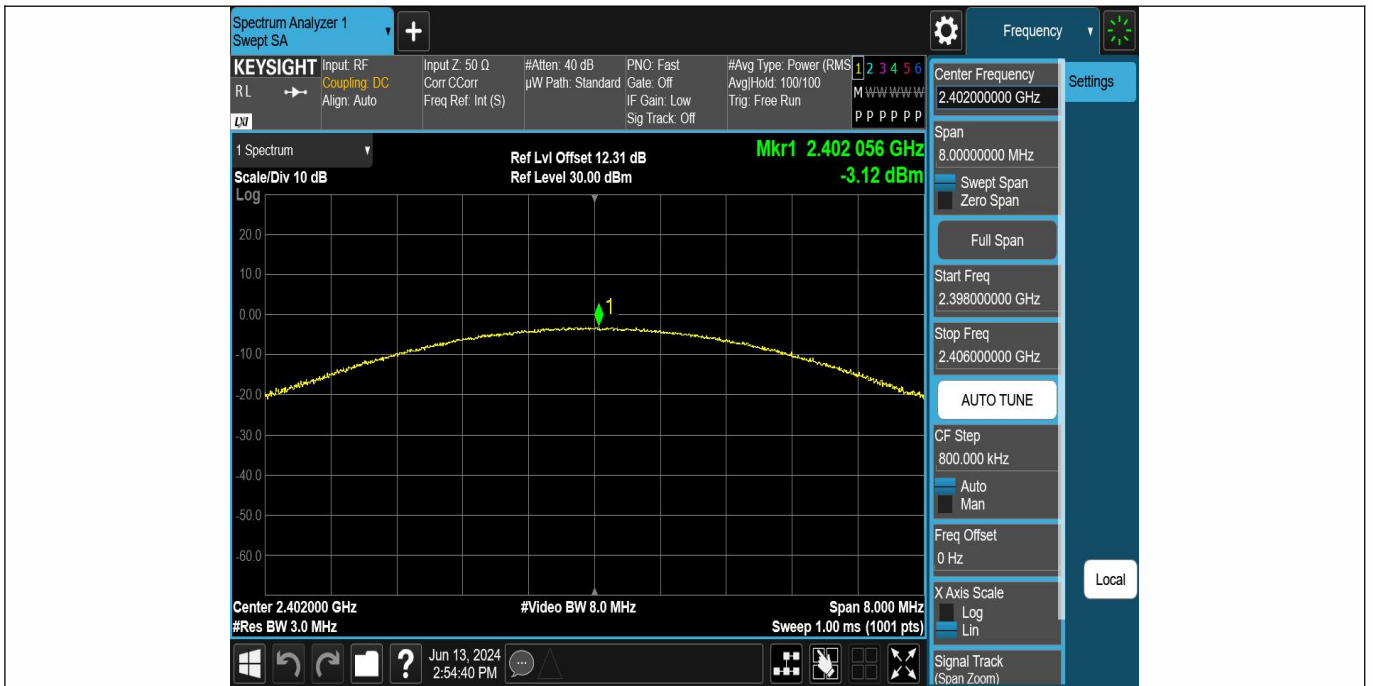 Spectrum Analyzer 1
Swept SA
+
Frequency
KEYSIGHT
RL
LXI
Input: RF
Coupling: DC
Align: Auto
Input Z: 50 Ω
Corr CCorr
Freq Ref: Int (S)
#Atten: 40 dB
µW Path: Standard
PNO: Fast
Gate: Off
IF Gain: Low
Sig Track: Off
#Avg Type: Power (RMS
Avg|Hold: 100/100
Trig: Free Run
1 2 3 4 5 6
M W W W W W
P P P P P P
1 Spectrum
Scale/Div 10 dB
Log
Ref Lvl Offset 12.31 dB
Ref Level 30.00 dBm
Mkr1 2.402 056 GHz
-3.12 dBm
20.0
10.0
0.00
-10.0
-20.0
-30.0
-40.0
-50.0
-60.0
1
Center 2.402000 GHz
#Res BW 3.0 MHz
#Video BW 8.0 MHz
Span 8.000 MHz
Sweep 1.00 ms (1001 pts)
?
Jun 13, 2024
2:54:40 PM
Center Frequency
2.402000000 GHz
Span
8.00000000 MHz
Swept Span
Zero Span
Full Span
Start Freq
2.398000000 GHz
Stop Freq
2.406000000 GHz
AUTO TUNE
CF Step
800.000 kHz
Auto
Man
Freq Offset
0 Hz
X Axis Scale
Log
Lin
Signal Track
(Span Zoom)
Settings
Local